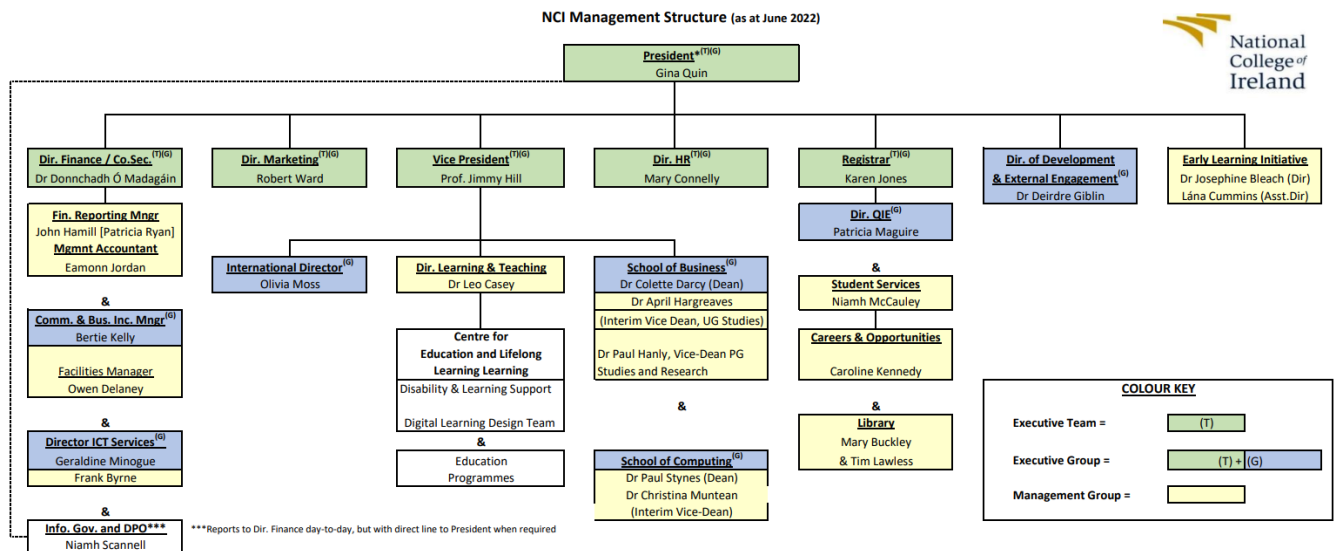 NCI Management Structure (as at June 2022)
National
College of
Ireland
President*(T)(G)
Gina Quin
Dir. Finance / Co.Sec.(T)(G)
Dr Donnchadh Ó Madagáin
Dir. Marketing(T)(G)
Robert Ward
Vice President(T)(G)
Prof. Jimmy Hill
Dir. HR(T)(G)
Mary Connelly
Registrar(T)(G)
Karen Jones
Dir. of Development
& External Engagement(G)
Dr Deirdre Giblin
Early Learning Initiative
Dr Josephine Bleach (Dir)
Lána Cummins (Asst.Dir)
Fin. Reporting Mngr
John Hamill [Patricia Ryan]
Mgmnt Accountant
Eamonn Jordan
&
Comm. & Bus. Inc. Mngr(G)
Bertie Kelly
Facilities Manager
Owen Delaney
&
Director ICT Services(G)
Geraldine Minogue
Frank Byrne
&
Info. Gov. and DPO***
Niamh Scannell
***Reports to Dir. Finance day-to-day, but with direct line to President when required
International Director(G)
Olivia Moss
Dir. Learning & Teaching
Dr Leo Casey
Centre for
Education and Lifelong
Learning Learning
Disability & Learning Support
Digital Learning Design Team
&
Education
Programmes
School of Business(G)
Dr Colette Darcy (Dean)
Dr April Hargreaves
(Interim Vice Dean, UG Studies)
Dr Paul Hanly, Vice-Dean PG
Studies and Research
&
School of Computing(G)
Dr Paul Stynes (Dean)
Dr Christina Muntean
(Interim Vice-Dean)
Dir. QIE(G)
Patricia Maguire
&
Student Services
Niamh McCauley
Careers & Opportunities
Caroline Kennedy
&
Library
Mary Buckley
& Tim Lawless
COLOUR KEY
Executive Team = (T)
Executive Group = (T) + (G)
Management Group =